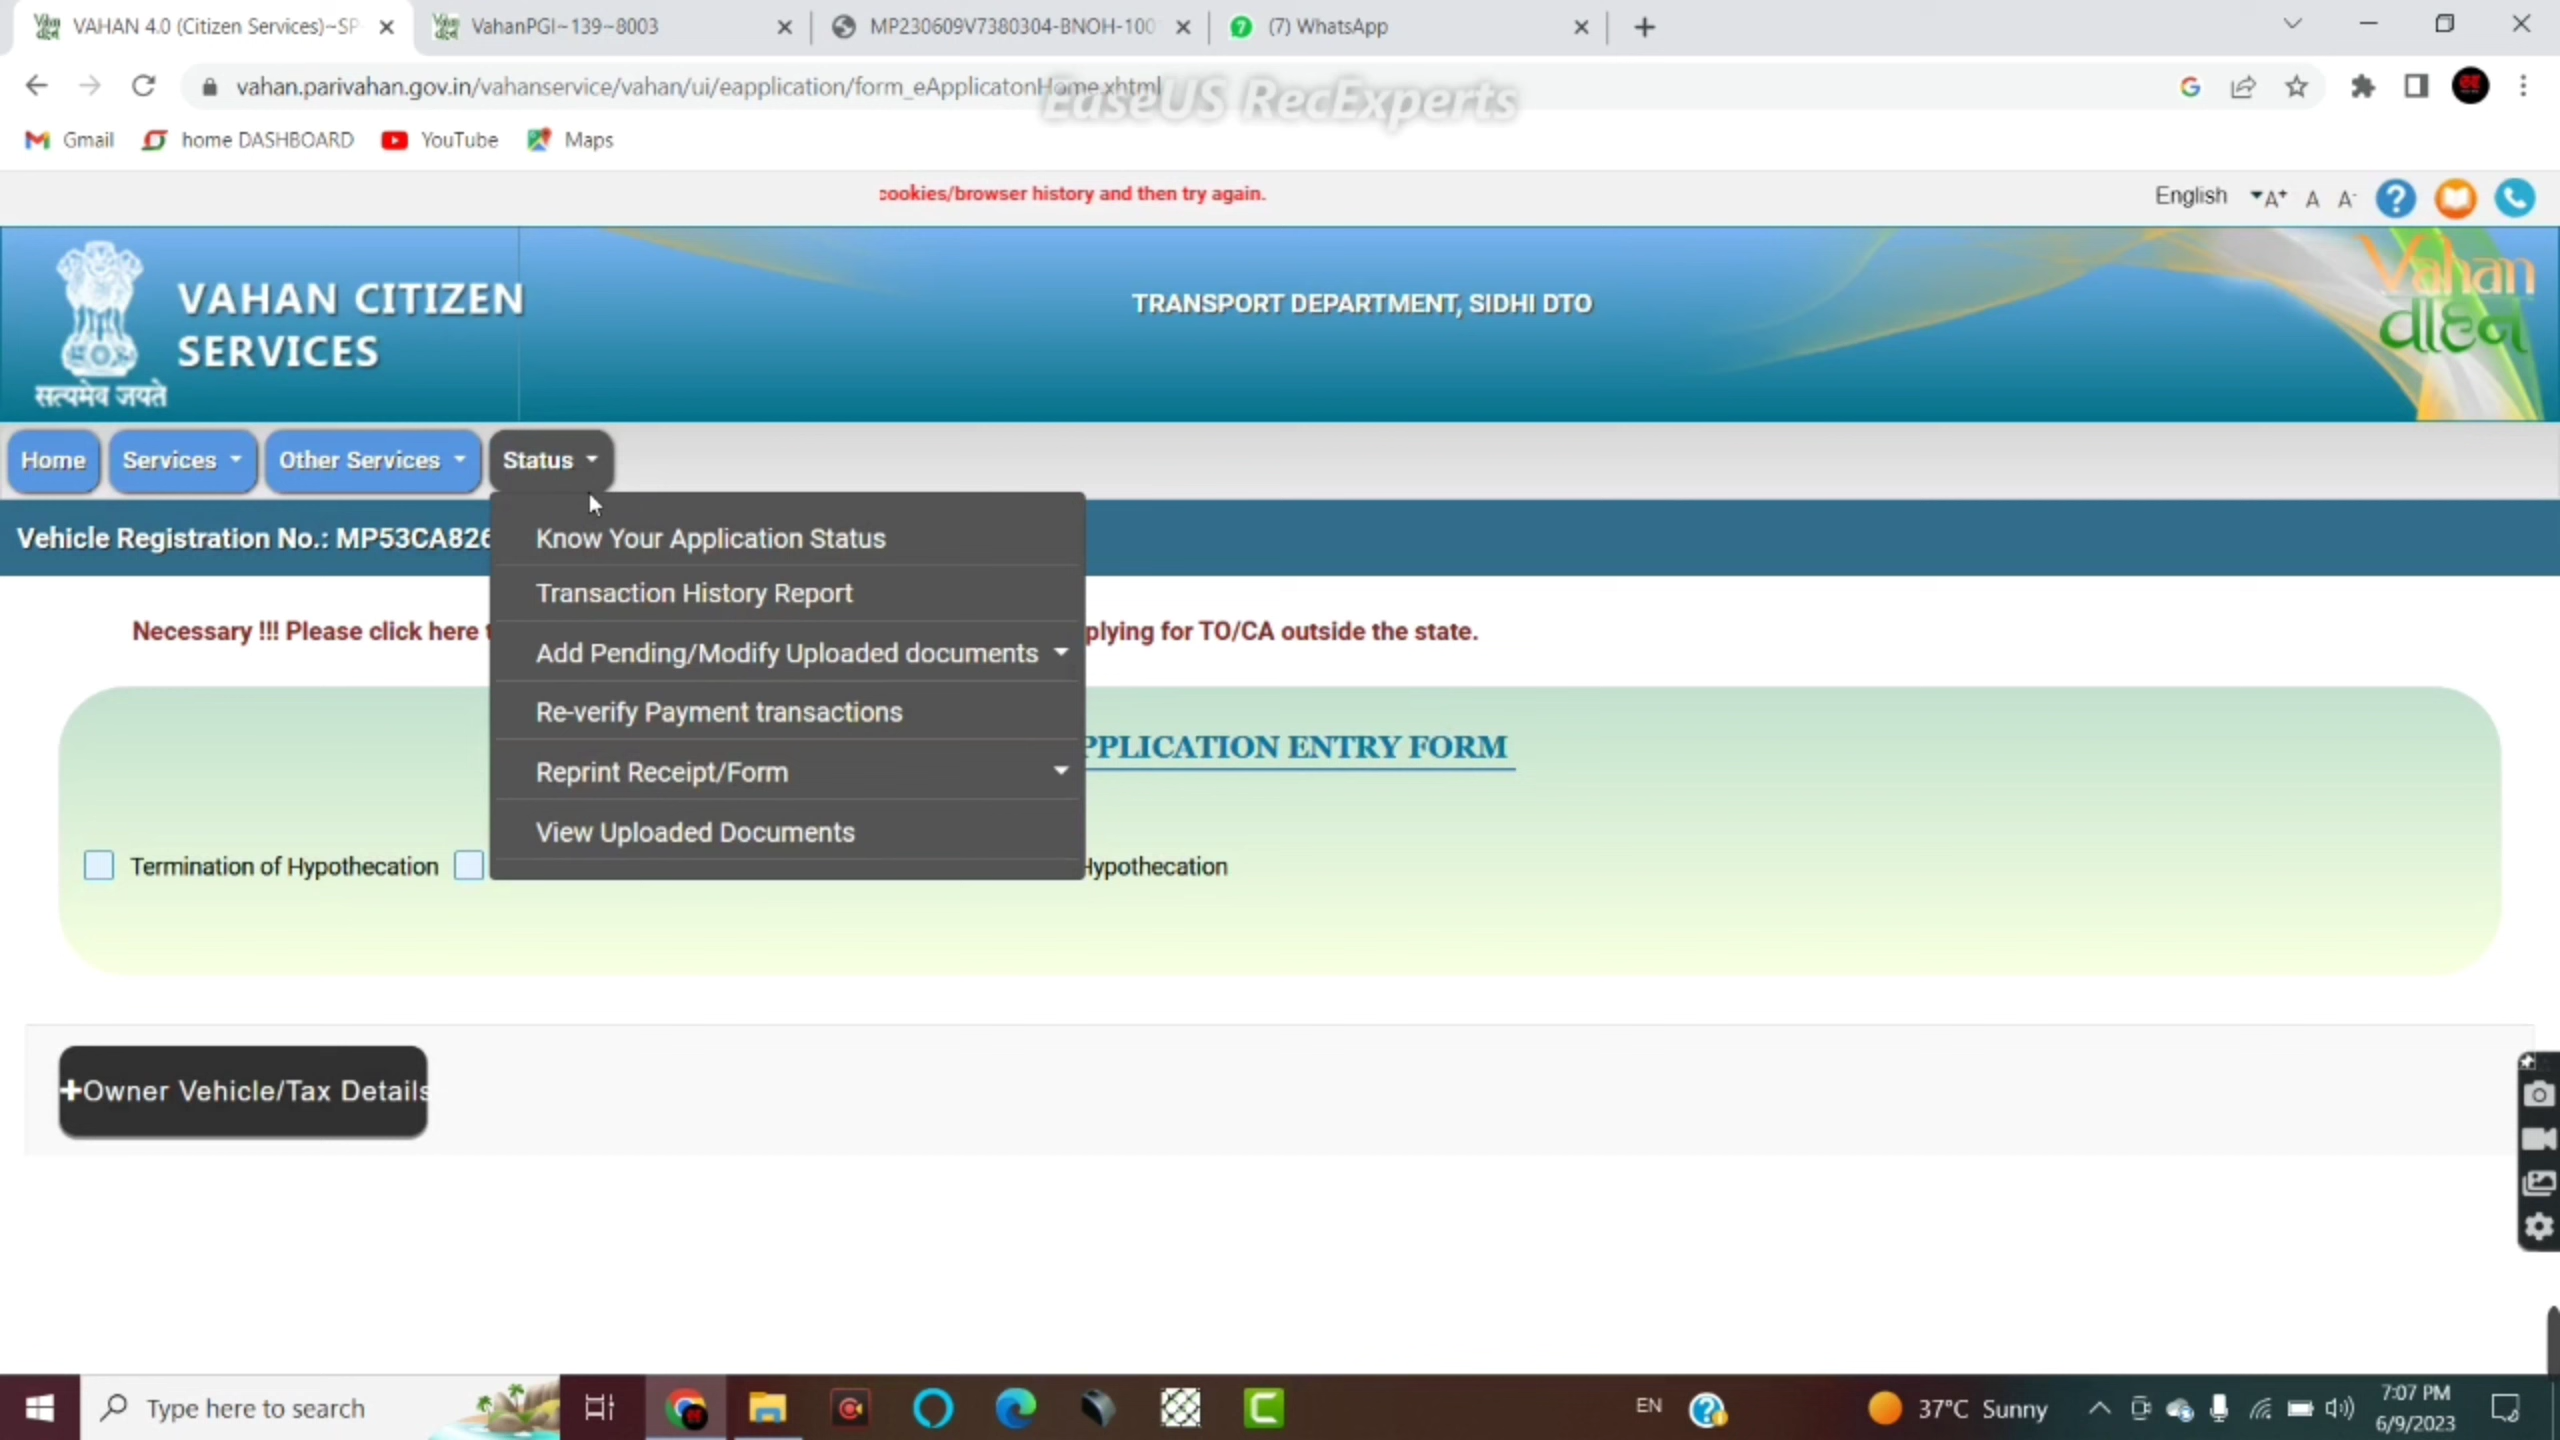 VAHAN 4.0 (Citizen Services)~SP
VahanPGI~139~8003
MP230609V7380304-BNOH-100
7 (7) WhatsApp
vahan.parivahan.gov.in/vahanservice/vahan/ui/eapplication/form_eApplicatonHome.xhtml
EaseUS RecExperts
Gmail
home DASHBOARD
YouTube
Maps
cookies/browser history and then try again.
English A+ A A-
VAHAN CITIZEN
SERVICES
सत्यमेव जयते
TRANSPORT DEPARTMENT, SIDHI DTO
Vahan
वाहन
Home
Services
Other Services
Status
Vehicle Registration No.: MP53CA826
Know Your Application Status
Transaction History Report
Necessary !!! Please click here t
plying for TO/CA outside the state.
Add Pending/Modify Uploaded documents
Re-verify Payment transactions
PPLICATION ENTRY FORM
Reprint Receipt/Form
View Uploaded Documents
Termination of Hypothecation
Hypothecation
+Owner Vehicle/Tax Details
Type here to search
EN
37°C Sunny
7:07 PM
6/9/2023